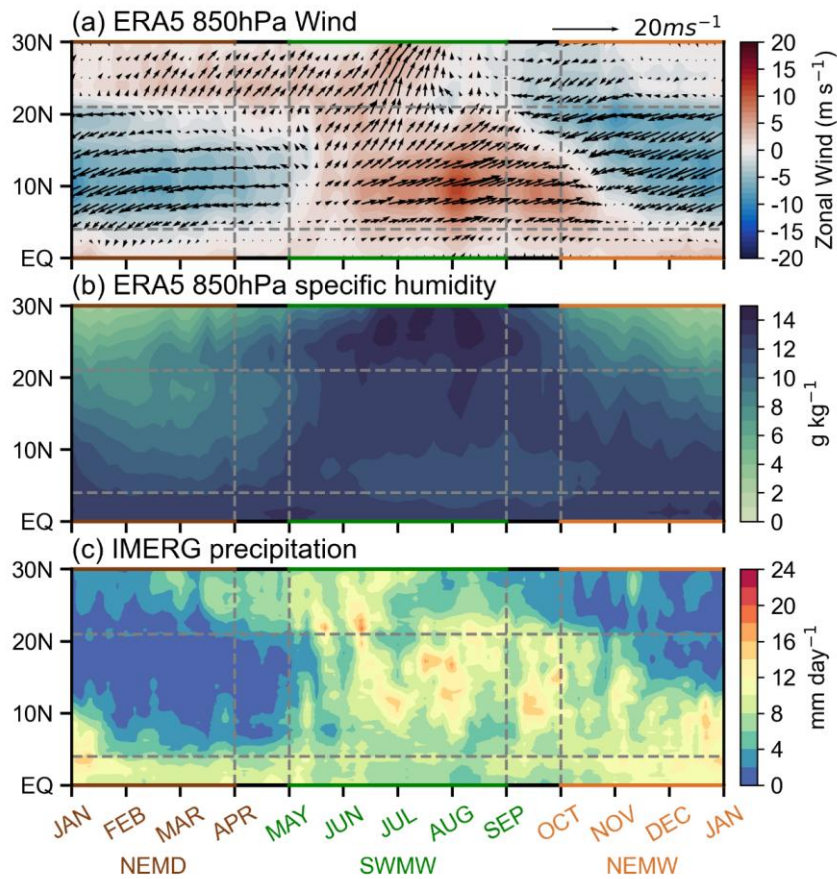 (a) ERA5 850hPa Wind
20ms⁻¹
30N
20N
10N
EQ
20
15
10
5
0
-5
-10
-15
-20
Zonal Wind (m s⁻¹)
(b) ERA5 850hPa specific humidity
30N
20N
10N
EQ
14
12
10
8
6
4
2
0
g kg⁻¹
(c) IMERG precipitation
30N
20N
10N
EQ
24
20
16
12
8
4
0
mm day⁻¹
JAN FEB MAR APR MAY JUN JUL AUG SEP OCT NOV DEC JAN
NEMD SWMW NEMW